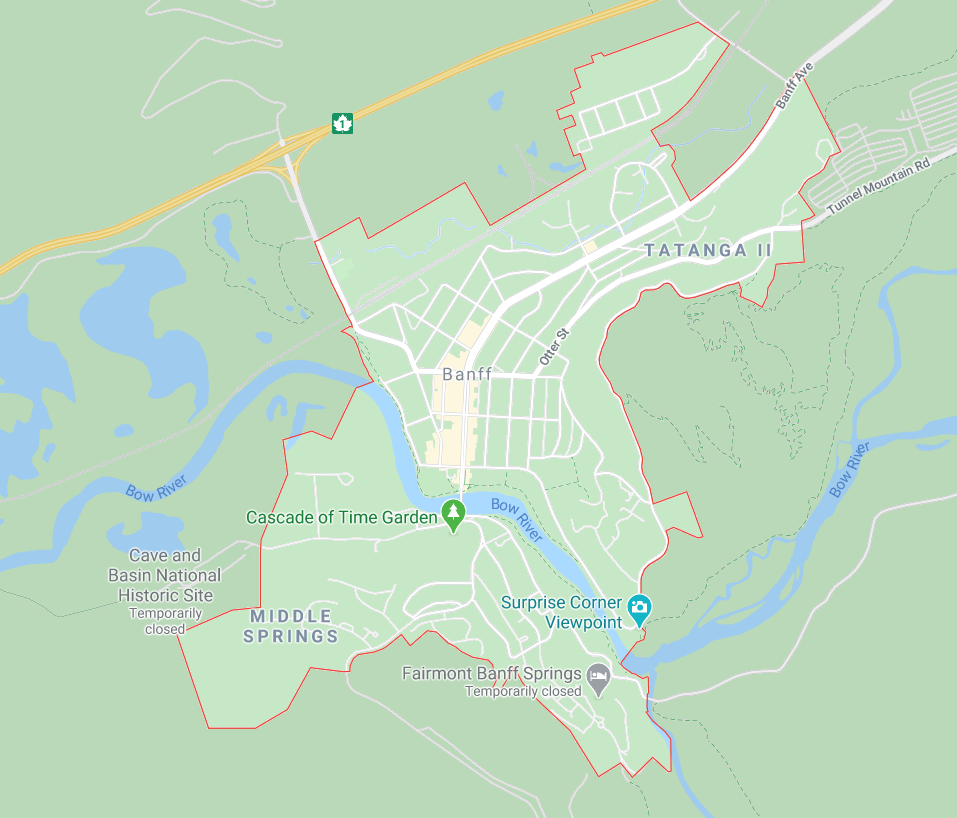 1
Banff Ave
Tunnel Mountain Rd
TATANGA II
Otter St
Banff
Bow River
Bow River
Bow River
Cascade of Time Garden
Cave and
Basin National
Historic Site
Temporarily
closed
MIDDLE
SPRINGS
Surprise Corner
Viewpoint
Fairmont Banff Springs
Temporarily closed